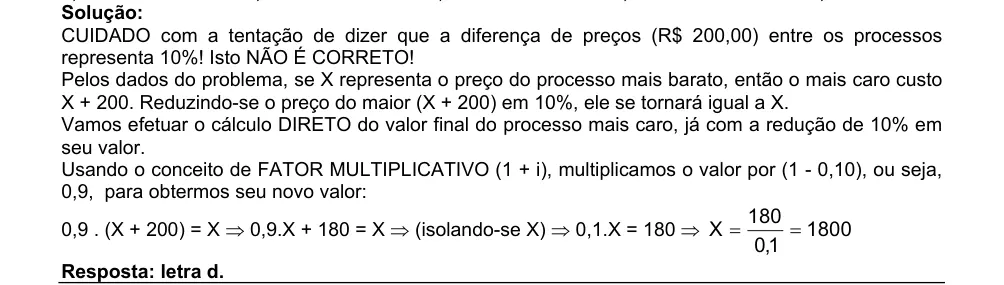 Solução:
CUIDADO com a tentação de dizer que a diferença de preços (R$ 200,00) entre os processos
representa 10%! Isto NÃO É CORRETO!
Pelos dados do problema, se X representa o preço do processo mais barato, então o mais caro custo
X + 200. Reduzindo-se o preço do maior (X + 200) em 10%, ele se tornará igual a X.
Vamos efetuar o cálculo DIRETO do valor final do processo mais caro, já com a redução de 10% em
seu valor.
Usando o conceito de FATOR MULTIPLICATIVO (1 + i), multiplicamos o valor por (1 - 0,10), ou seja,
0,9, para obtermos seu novo valor:
0,9 . (X + 200) = X ⇒ 0,9.X + 180 = X ⇒ (isolando-se X) ⇒ 0,1.X = 180 ⇒ X = 180/0,1 = 1800
Resposta: letra d.